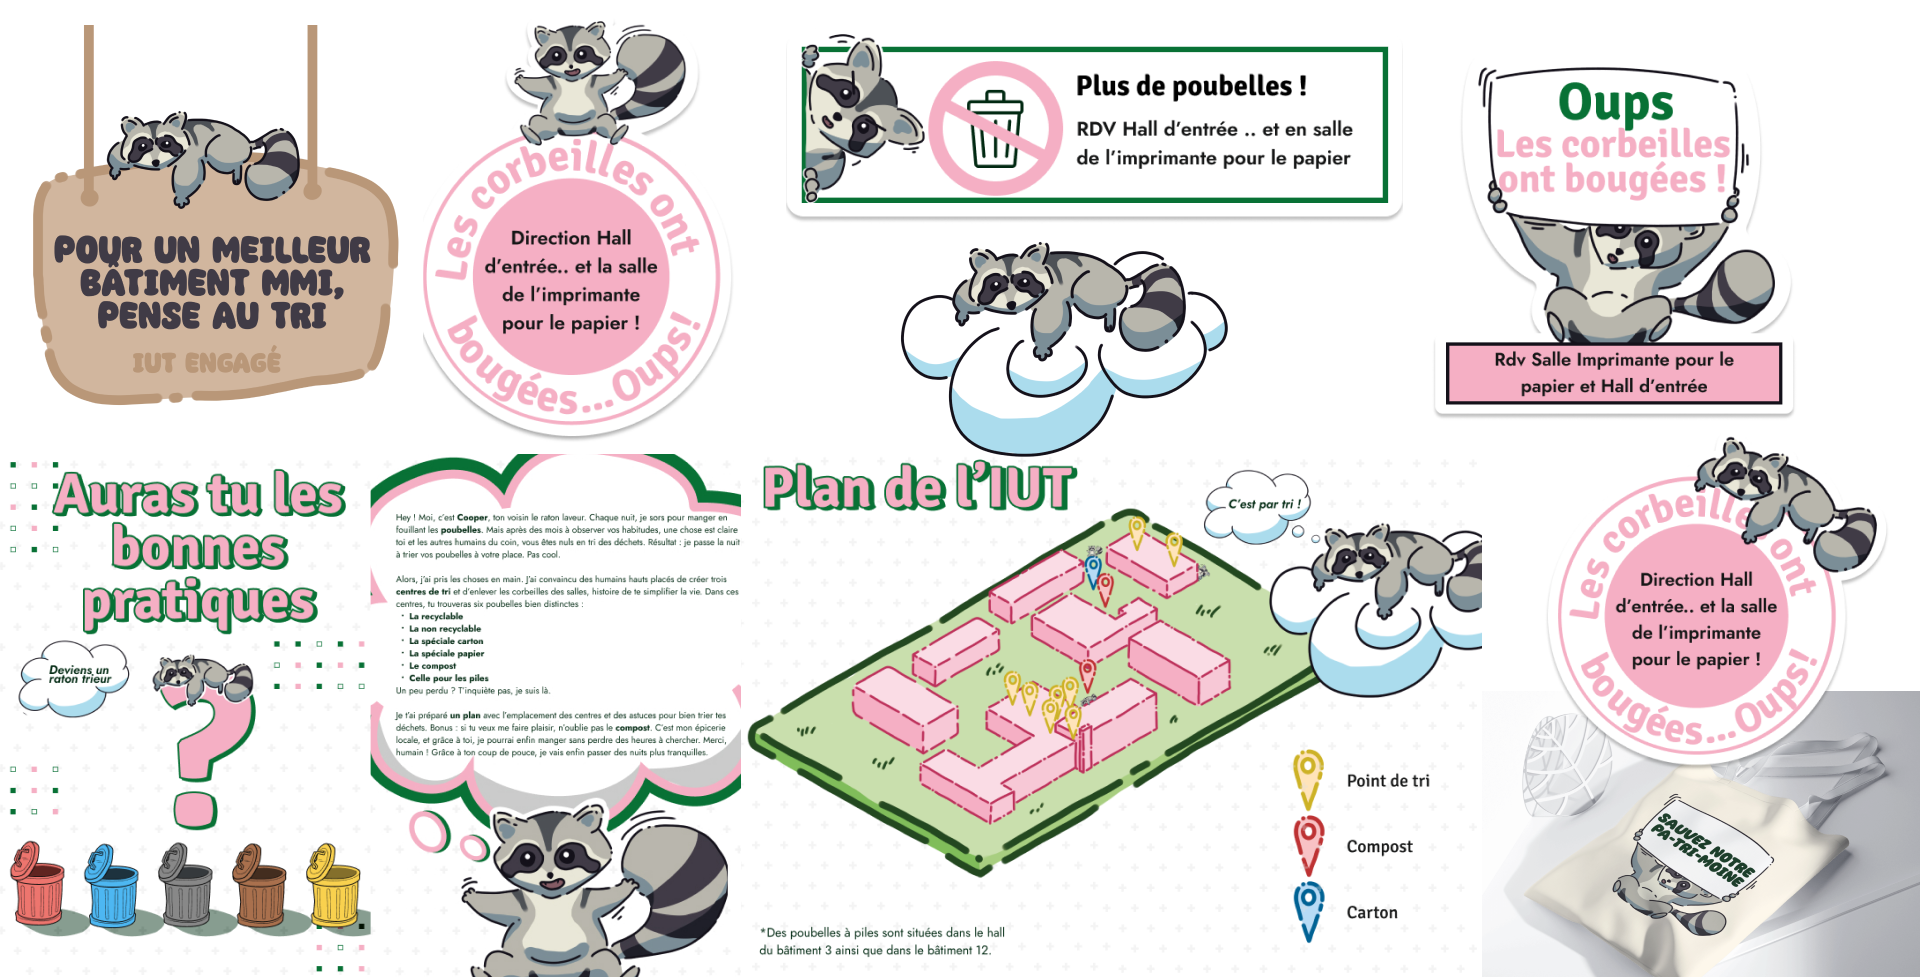 POUR UN MEILLEUR
BÂTIMENT MMI,
PENSE AU TRI
IUT ENGAGÉ
Les corbeilles ont
bougées...Oups!
Direction Hall
d'entrée.. et la salle
de l'imprimante
pour le papier !
Plus de poubelles !
RDV Hall d'entrée .. et en salle
de l'imprimante pour le papier
Oups
Les corbeilles
ont bougées !
Rdv Salle Imprimante pour le
papier et Hall d'entrée
Auras tu les
bonnes
pratiques
Deviens un
raton trieur
Hey ! Moi, c'est Cooper, ton voisin le raton laveur. Chaque nuit, je sors pour manger en
fouillant les poubelles. Mais après des mois à observer vos habitudes, une chose est claire
toi et les autres humains du coin, vous êtes nuls en tri des déchets. Résultat : je passe la nuit
à trier vos poubelles à votre place. Pas cool.
Alors, j'ai pris les choses en main. J'ai convaincu des humains hauts placés de créer trois
centres de tri et d'enlever les corbeilles des salles, histoire de te simplifier la vie. Dans ces
centres, tu trouveras six poubelles bien distinctes :
· La recyclable
· La non recyclable
· La spéciale carton
· La spéciale papier
· Le compost
· Celle pour les piles
Un peu perdu ? T'inquiète pas, je suis là.
Je t'ai préparé un plan avec l'emplacement des centres et des astuces pour bien trier tes
déchets. Bonus : si tu veux me faire plaisir, n'oublie pas le compost. C'est mon épicerie
locale, et grâce à toi, je pourrai enfin manger sans perdre des heures à chercher. Merci,
humain ! Grâce à ton coup de pouce, je vais enfin passer des nuits plus tranquilles.
Plan de l'IUT
C'est par tri !
Point de tri
Compost
Carton
*Des poubelles à piles sont situées dans le hall
du bâtiment 3 ainsi que dans le bâtiment 12.
Les corbeille ont
bougées...Oups!
Direction Hall
d'entrée.. et la salle
de l'imprimante
pour le papier !
SAUVEZ NOTRE
PA-TRI-MOINE